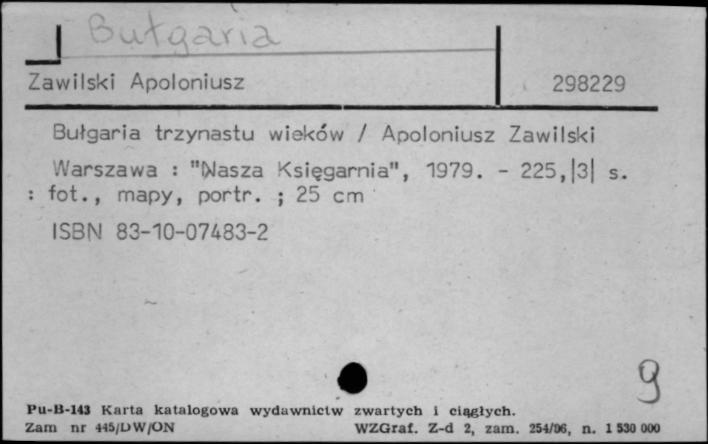 Bułgaria
Zawilski Apoloniusz 298229
Bułgaria trzynastu wieków / Apoloniusz Zawilski
Warszawa : "Nasza Księgarnia", 1979. - 225,|3| s.
: fot., mapy, portr. ; 25 cm
ISBN 83-10-07483-2
g
Pu-B-143 Karta katalogowa wydawnictw zwartych i ciągłych.
Zam nr 445/DW/ON WZGraf. Z-d 2, zam. 254/86, n. 1 530 000